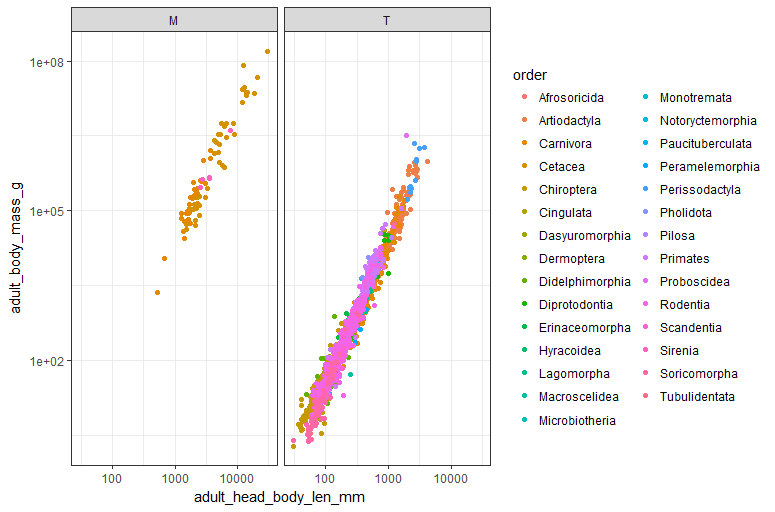 M
T
adult_body_mass_g
1e+08
1e+05
1e+02
100
1000
10000
100
1000
10000
adult_head_body_len_mm
order
Afrosoricida
Artiodactyla
Carnivora
Cetacea
Chiroptera
Cingulata
Dasyuromorphia
Dermoptera
Didelphimorphia
Diprotodontia
Erinaceomorpha
Hyracoidea
Lagomorpha
Macroscelidea
Microbiotheria
Monotremata
Notoryctemorphia
Paucituberculata
Peramelemorphia
Perissodactyla
Pholidota
Pilosa
Primates
Proboscidea
Rodentia
Scandentia
Sirenia
Soricomorpha
Tubulidentata